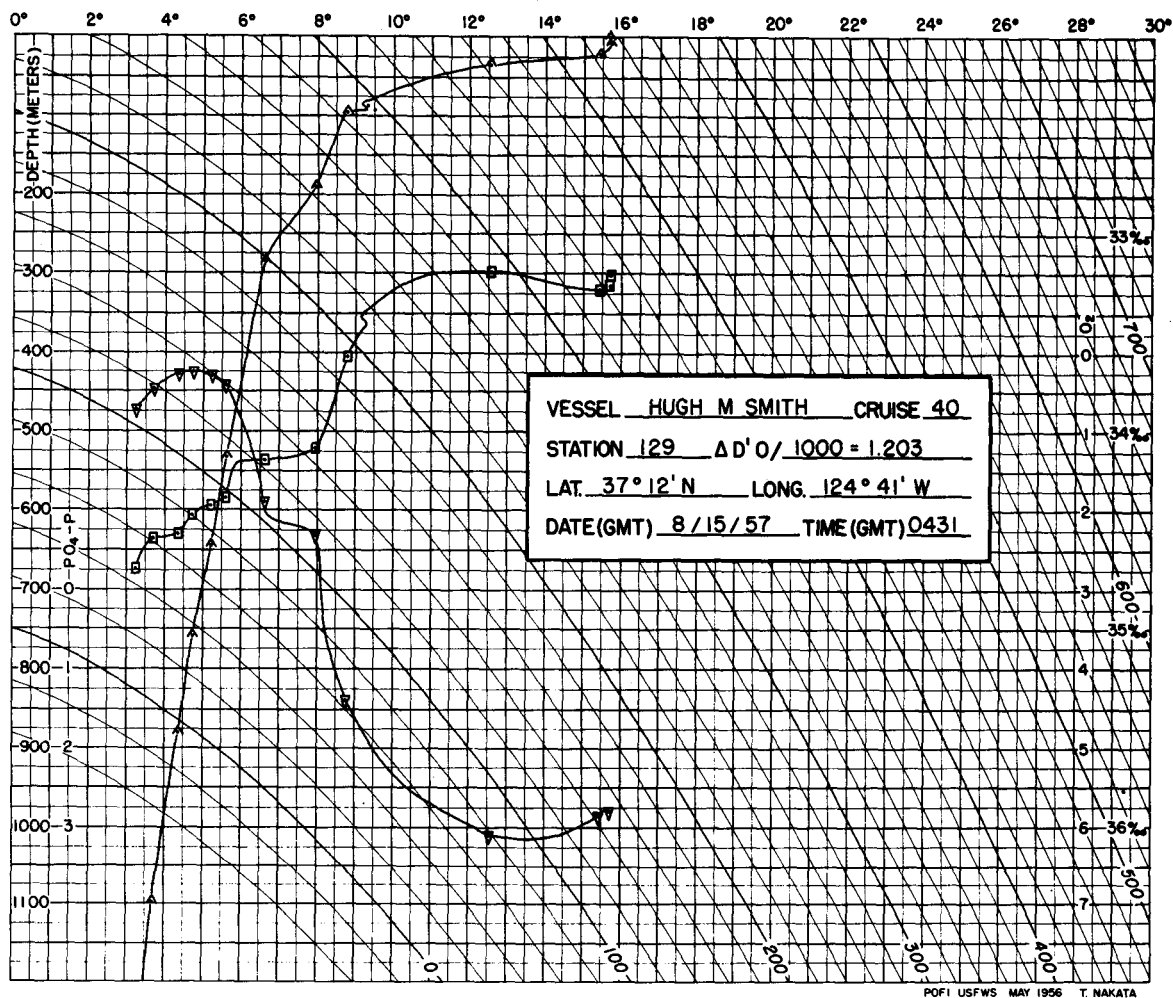 0° 2° 4° 6° 8° 10° 12° 14° 16° 18° 20° 22° 24° 26° 28° 30°
DEPTH (METERS)
200
300
400
500
600
700
800
900
1000
1100
PO4-P
0
1
2
3
VESSEL HUGH M SMITH CRUISE 40
STATION 129 Δ D'0/ 1000 = 1.203
LAT. 37° 12' N LONG. 124° 41' W
DATE (GMT) 8/15/57 TIME (GMT) 0431
O2
0
1
2
3
4
5
6
7
33‰
34‰
35‰
36‰
700
600
500
0 100 200 300 400
POFI USFWS MAY 1956 T. NAKATA